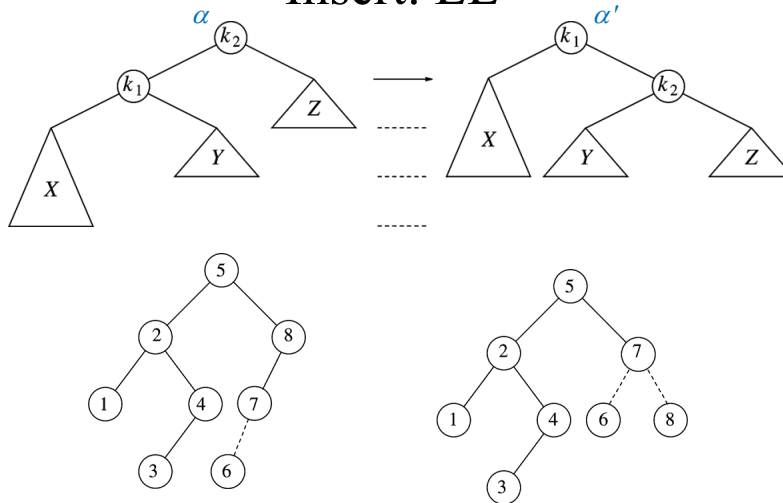 Insert: LL
α k₂ α′ k₁
k₁ Z k₂
X Y X Y Z
5 5
2 8 2 7
1 4 7 1 4 6 8
3 6 3